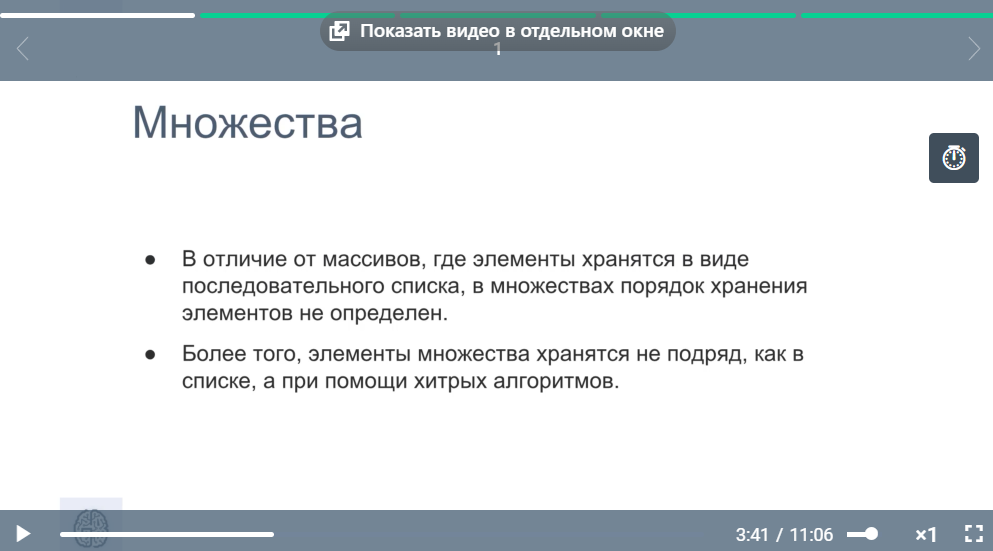 Показать видео в отдельном окне
1
Множества
● В отличие от массивов, где элементы хранятся в виде
последовательного списка, в множествах порядок хранения
элементов не определен.
● Более того, элементы множества хранятся не подряд, как в
списке, а при помощи хитрых алгоритмов.
3:41 / 11:06 ×1